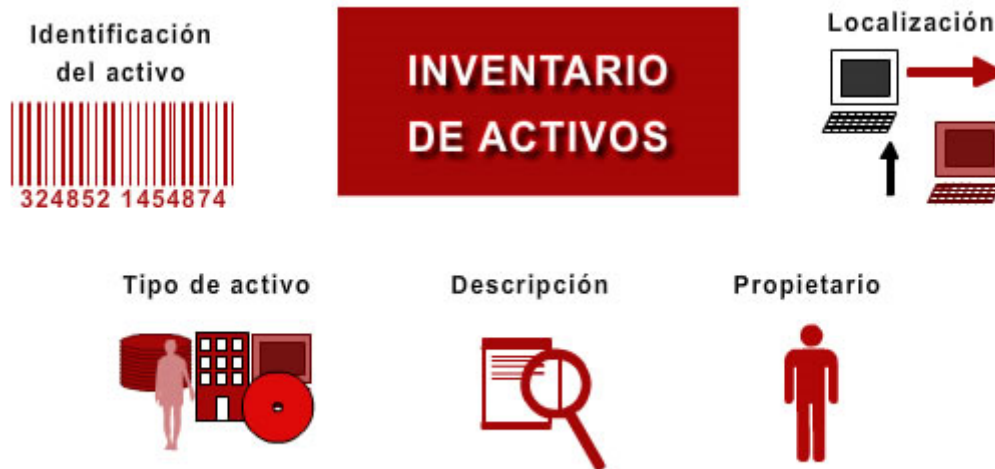 Identificación
del activo
324852 1454874
INVENTARIO
DE ACTIVOS
Localización
Tipo de activo
Descripción
Propietario